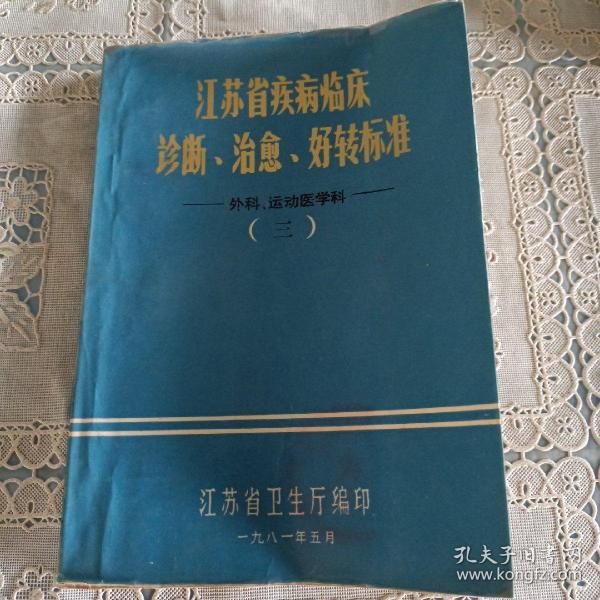 江苏省疾病临床
诊断、治愈、好转标准
——外科、运动医学科——
（三）
江苏省卫生厅编印
一九八一年五月
孔夫子旧书网
www.kongfz.com